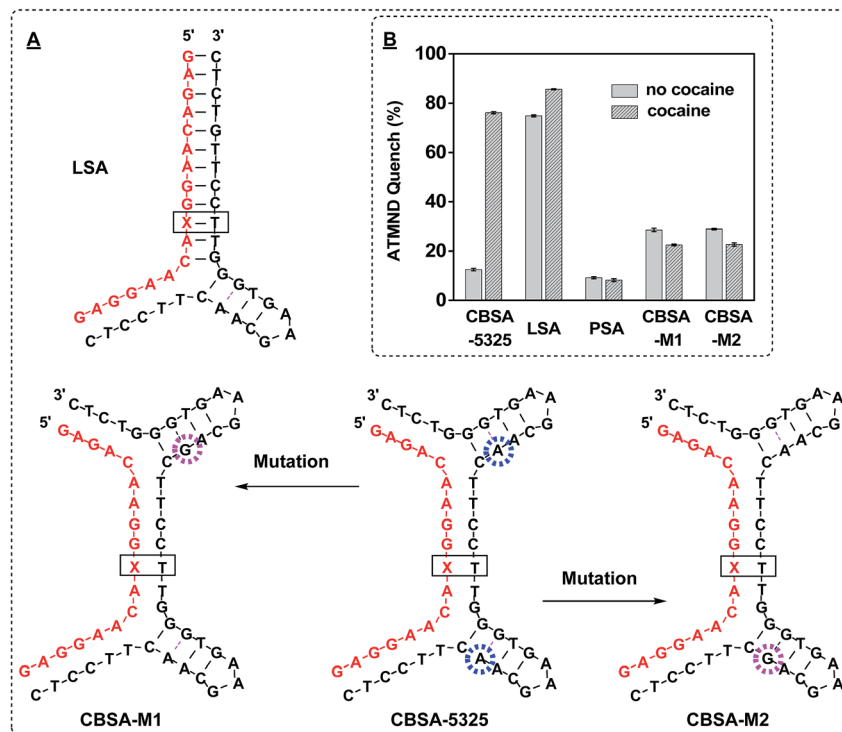 A
5' 3'
G A G A C A A G G X A C A A G G A G
C T C T G T T C C T T G G G T G A A G C A A C T T C C T C
LSA
B
ATMND Quench (%)
100
80
60
40
20
0
no cocaine
cocaine
CBSA -5325
LSA
PSA
CBSA -M1
CBSA -M2
3'
C T C T G G G T G A A G C A G C T T C C T T G G G T G A A G C A A C T T C C T C
5'
G A G A C A A G G X A C A A G G A G
CBSA-M1
Mutation
3'
C T C T G G G T G A A G C A A C T T C C T T G G G T G A A G C A A C T T C C T C
5'
G A G A C A A G G X A C A A G G A G
CBSA-5325
Mutation
3'
C T C T G G G T G A A G C A A C T T C C T T G G G T G A A G C A G C T T C C T C
5'
G A G A C A A G G X A C A A G G A G
CBSA-M2